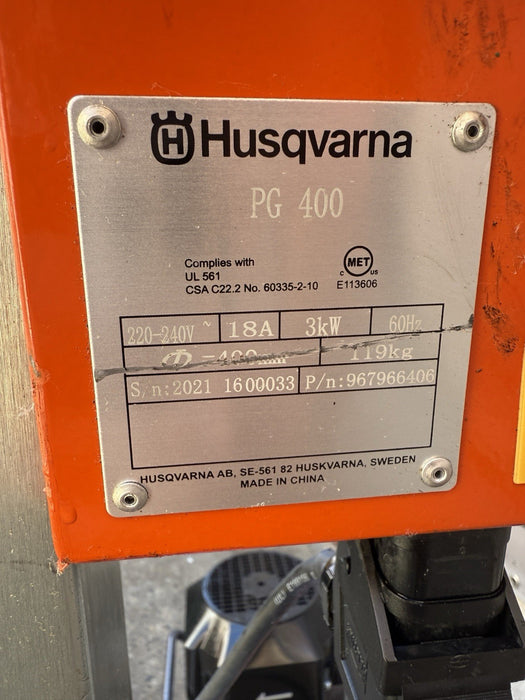 Husqvarna
PG 400
Complies with
UL 561
CSA C22.2 No. 60335-2-10
MET
C US
E113606
220-240V ~ 18A 3kW 60Hz
Φ =400mm 119kg
S/n:2021 1600033 P/n:967966406
HUSQVARNA AB, SE-561 82 HUSKVARNA, SWEDEN
MADE IN CHINA